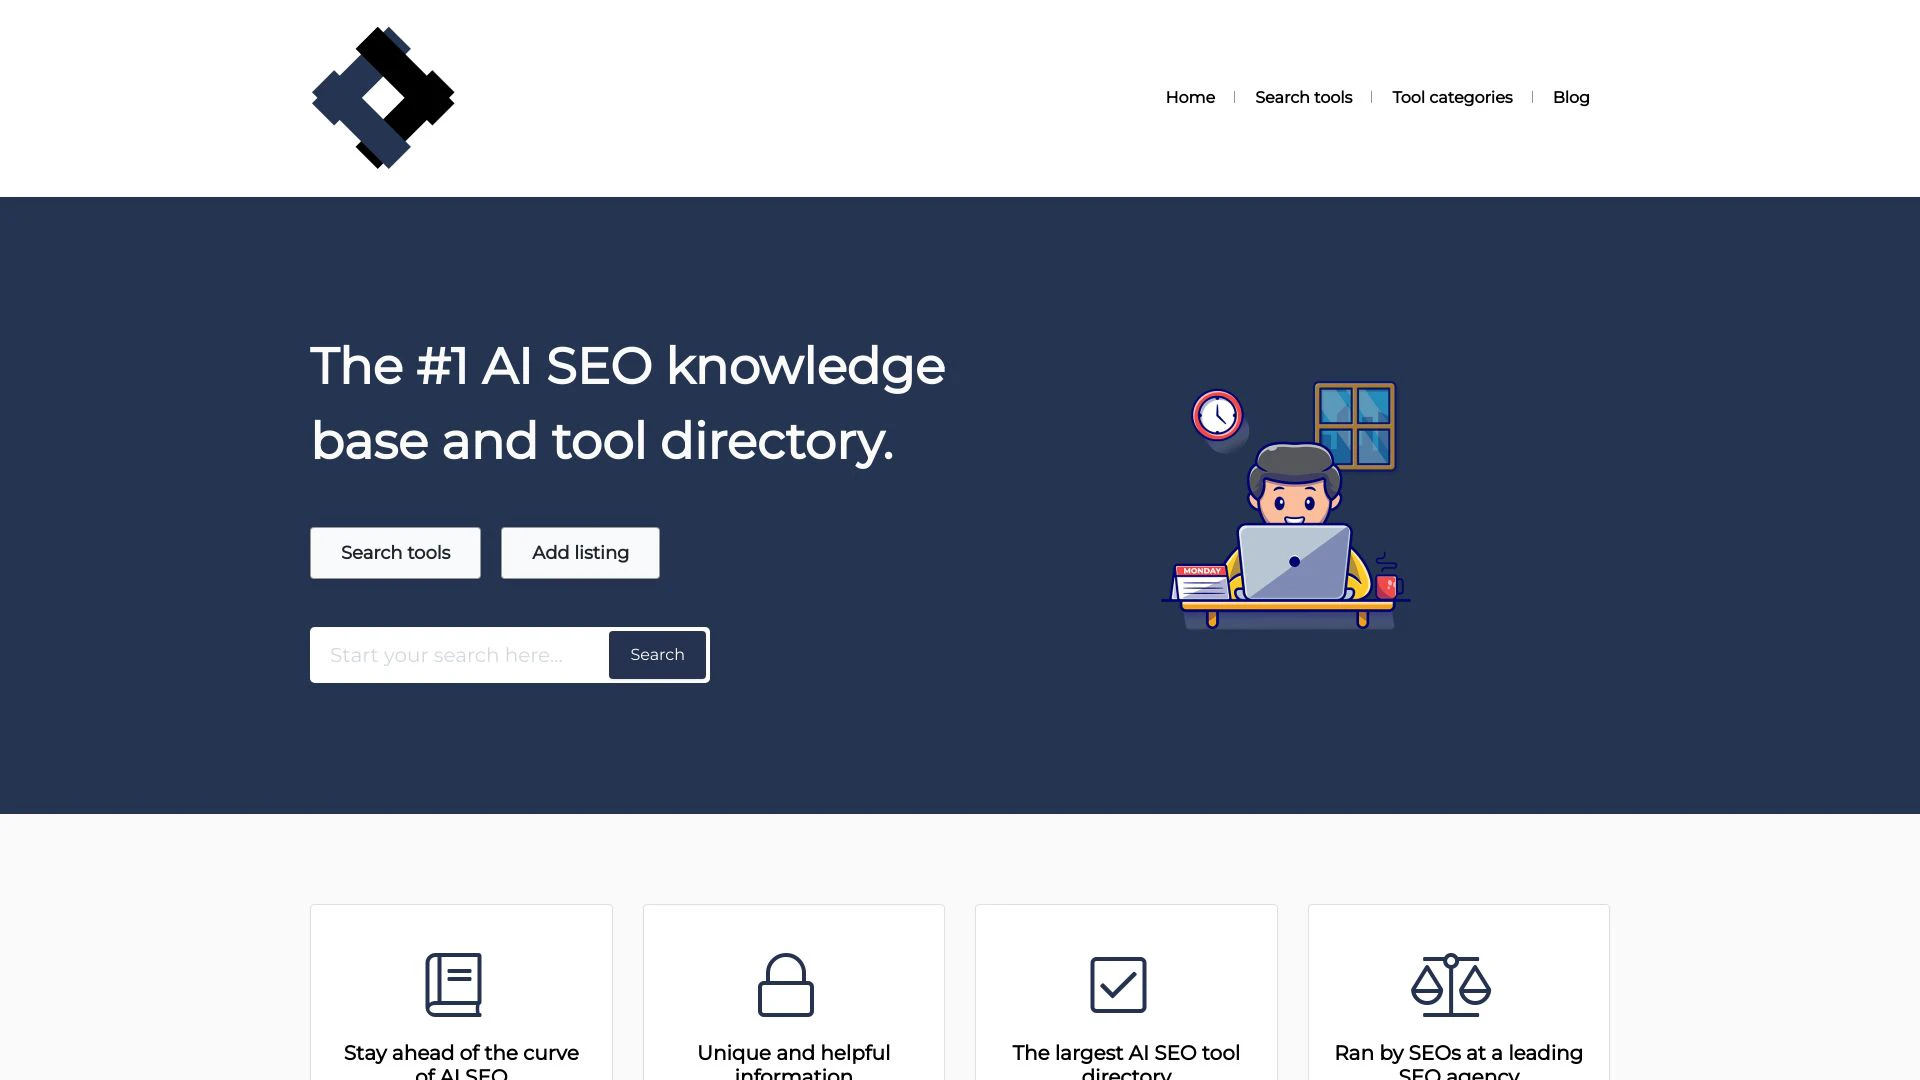 Home
Search tools
Tool categories
Blog
The #1 AI SEO knowledge
base and tool directory.
Search tools
Add listing
MONDAY
Start your search here...
Search
Stay ahead of the curve
of AI SEO
Unique and helpful
information
The largest AI SEO tool
directory
Ran by SEOs at a leading
SEO agency